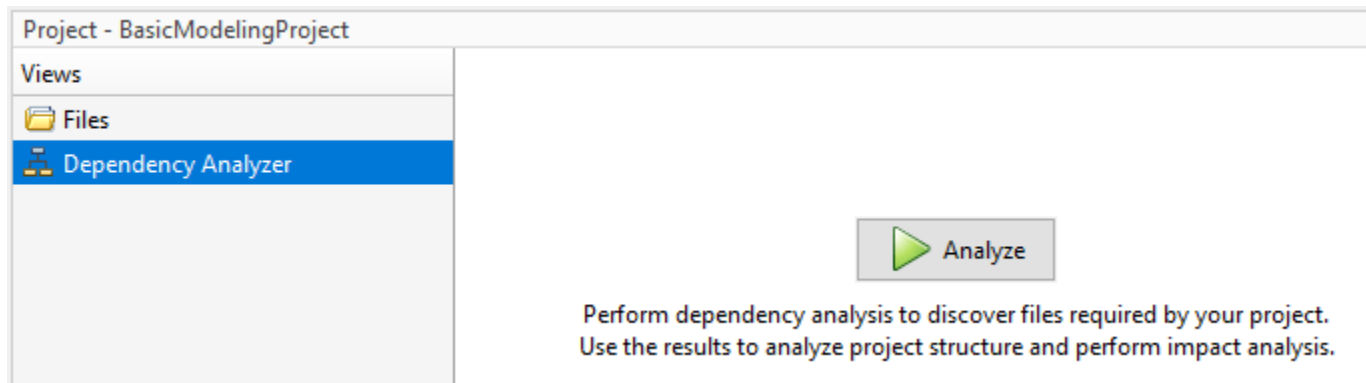 Project - BasicModelingProject
Views
Files
Dependency Analyzer
Analyze
Perform dependency analysis to discover files required by your project.
Use the results to analyze project structure and perform impact analysis.